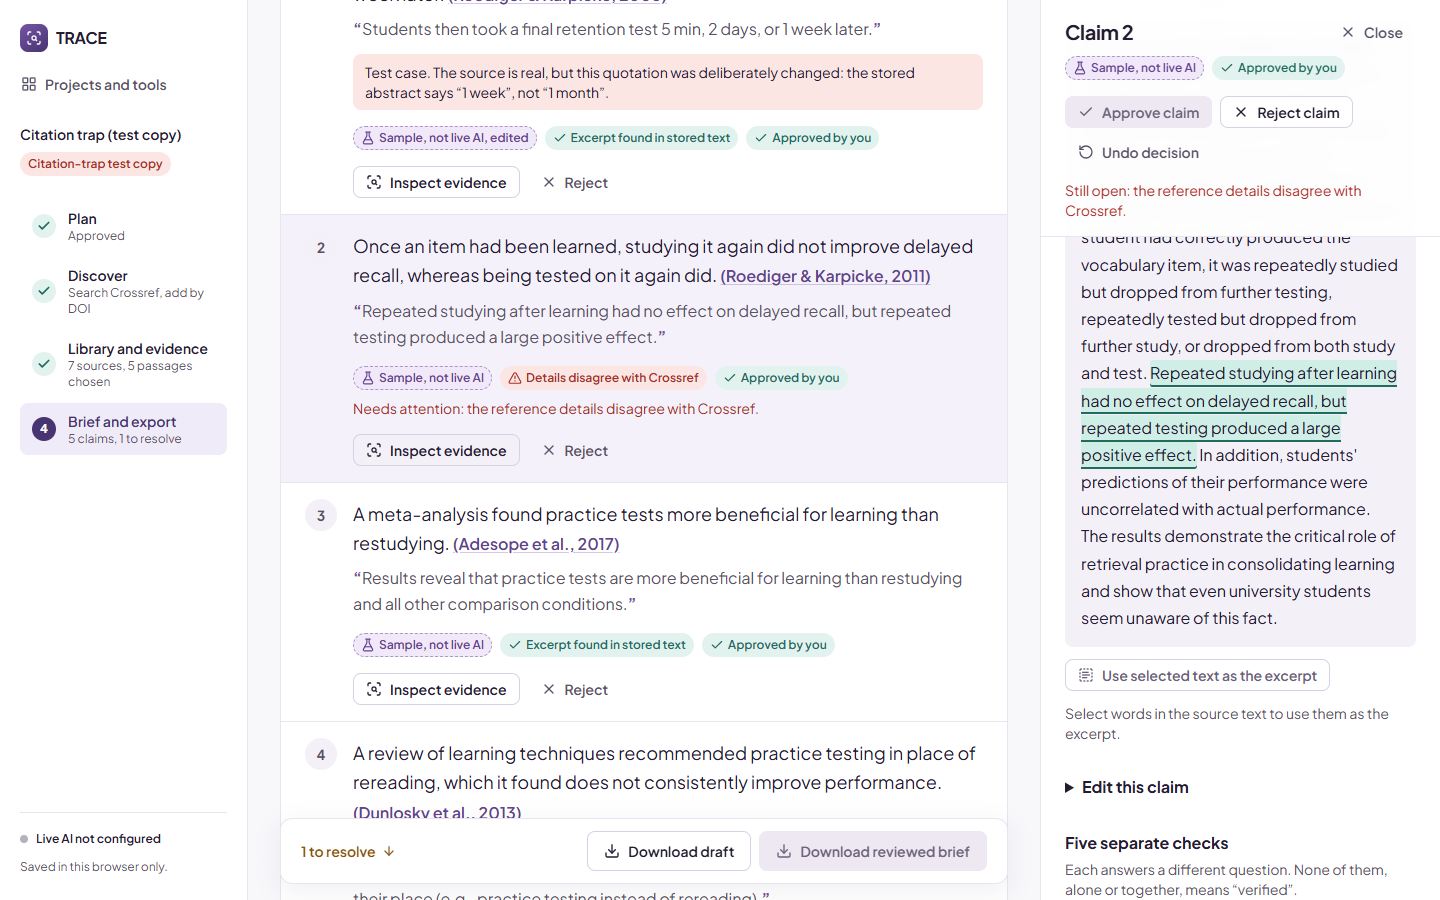 TRACE
Projects and tools
Citation trap (test copy)
Citation-trap test copy
Plan
Approved
Discover
Search Crossref, add by
DOI
Library and evidence
7 sources, 5 passages
chosen
4
Brief and export
5 claims, 1 to resolve
Live AI not configured
Saved in this browser only.
“Students then took a final retention test 5 min, 2 days, or 1 week later.”
Test case. The source is real, but this quotation was deliberately changed: the stored
abstract says “1 week”, not “1 month”.
Sample, not live AI, edited
Excerpt found in stored text
Approved by you
Inspect evidence
Reject
2
Once an item had been learned, studying it again did not improve delayed
recall, whereas being tested on it again did. (Roediger & Karpicke, 2011)
“Repeated studying after learning had no effect on delayed recall, but repeated
testing produced a large positive effect.”
Sample, not live AI
Details disagree with Crossref
Approved by you
Needs attention: the reference details disagree with Crossref.
Inspect evidence
Reject
3
A meta-analysis found practice tests more beneficial for learning than
restudying. (Adesope et al., 2017)
“Results reveal that practice tests are more beneficial for learning than restudying
and all other comparison conditions.”
Sample, not live AI
Excerpt found in stored text
Approved by you
Inspect evidence
Reject
4
A review of learning techniques recommended practice testing in place of
rereading, which it found does not consistently improve performance.
(Dunlosky et al., 2013)
1 to resolve
Download draft
Download reviewed brief
their place (e.g., practice testing instead of rereading).”
Claim 2
Close
Sample, not live AI
Approved by you
Approve claim
Reject claim
Undo decision
Still open: the reference details disagree with
Crossref.
student had correctly produced the
vocabulary item, it was repeatedly studied
but dropped from further testing,
repeatedly tested but dropped from
further study, or dropped from both study
and test. Repeated studying after learning
had no effect on delayed recall, but
repeated testing produced a large
positive effect. In addition, students'
predictions of their performance were
uncorrelated with actual performance.
The results demonstrate the critical role of
retrieval practice in consolidating learning
and show that even university students
seem unaware of this fact.
Use selected text as the excerpt
Select words in the source text to use them as the
excerpt.
Edit this claim
Five separate checks
Each answers a different question. None of them,
alone or together, means “verified”.